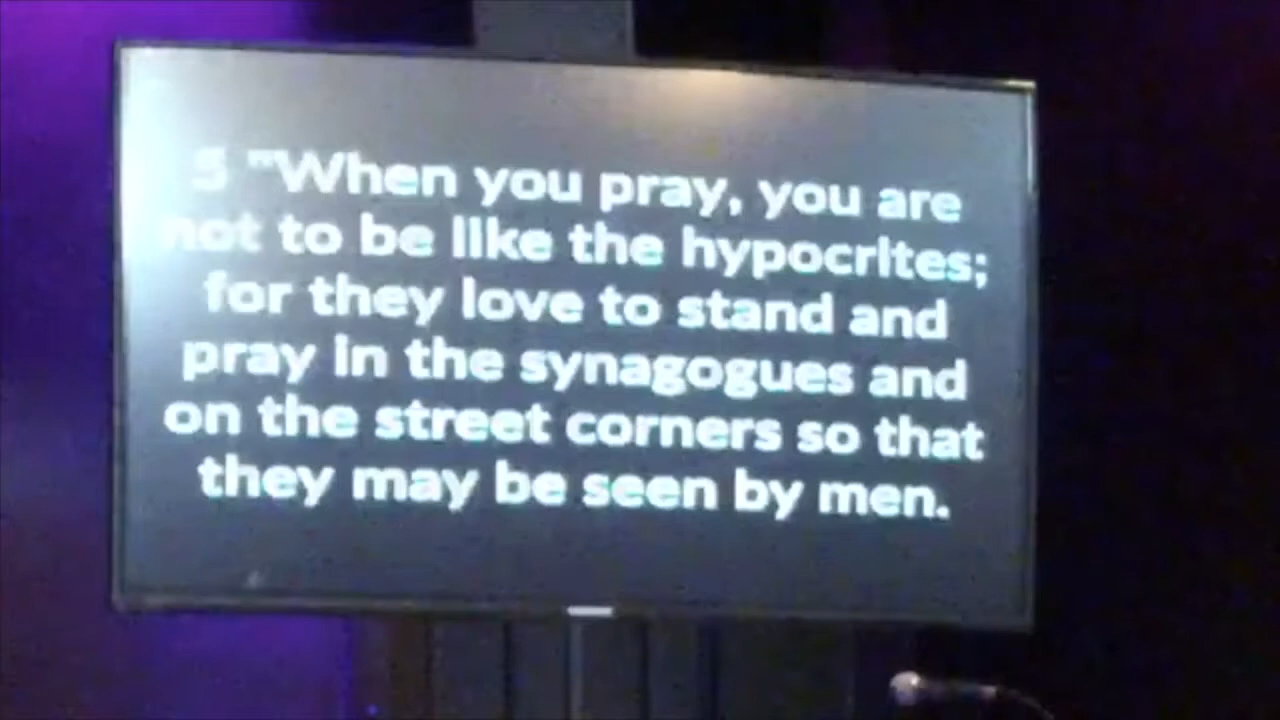 5 "When you pray, you are
not to be like the hypocrites;
for they love to stand and
pray in the synagogues and
on the street corners so that
they may be seen by men.